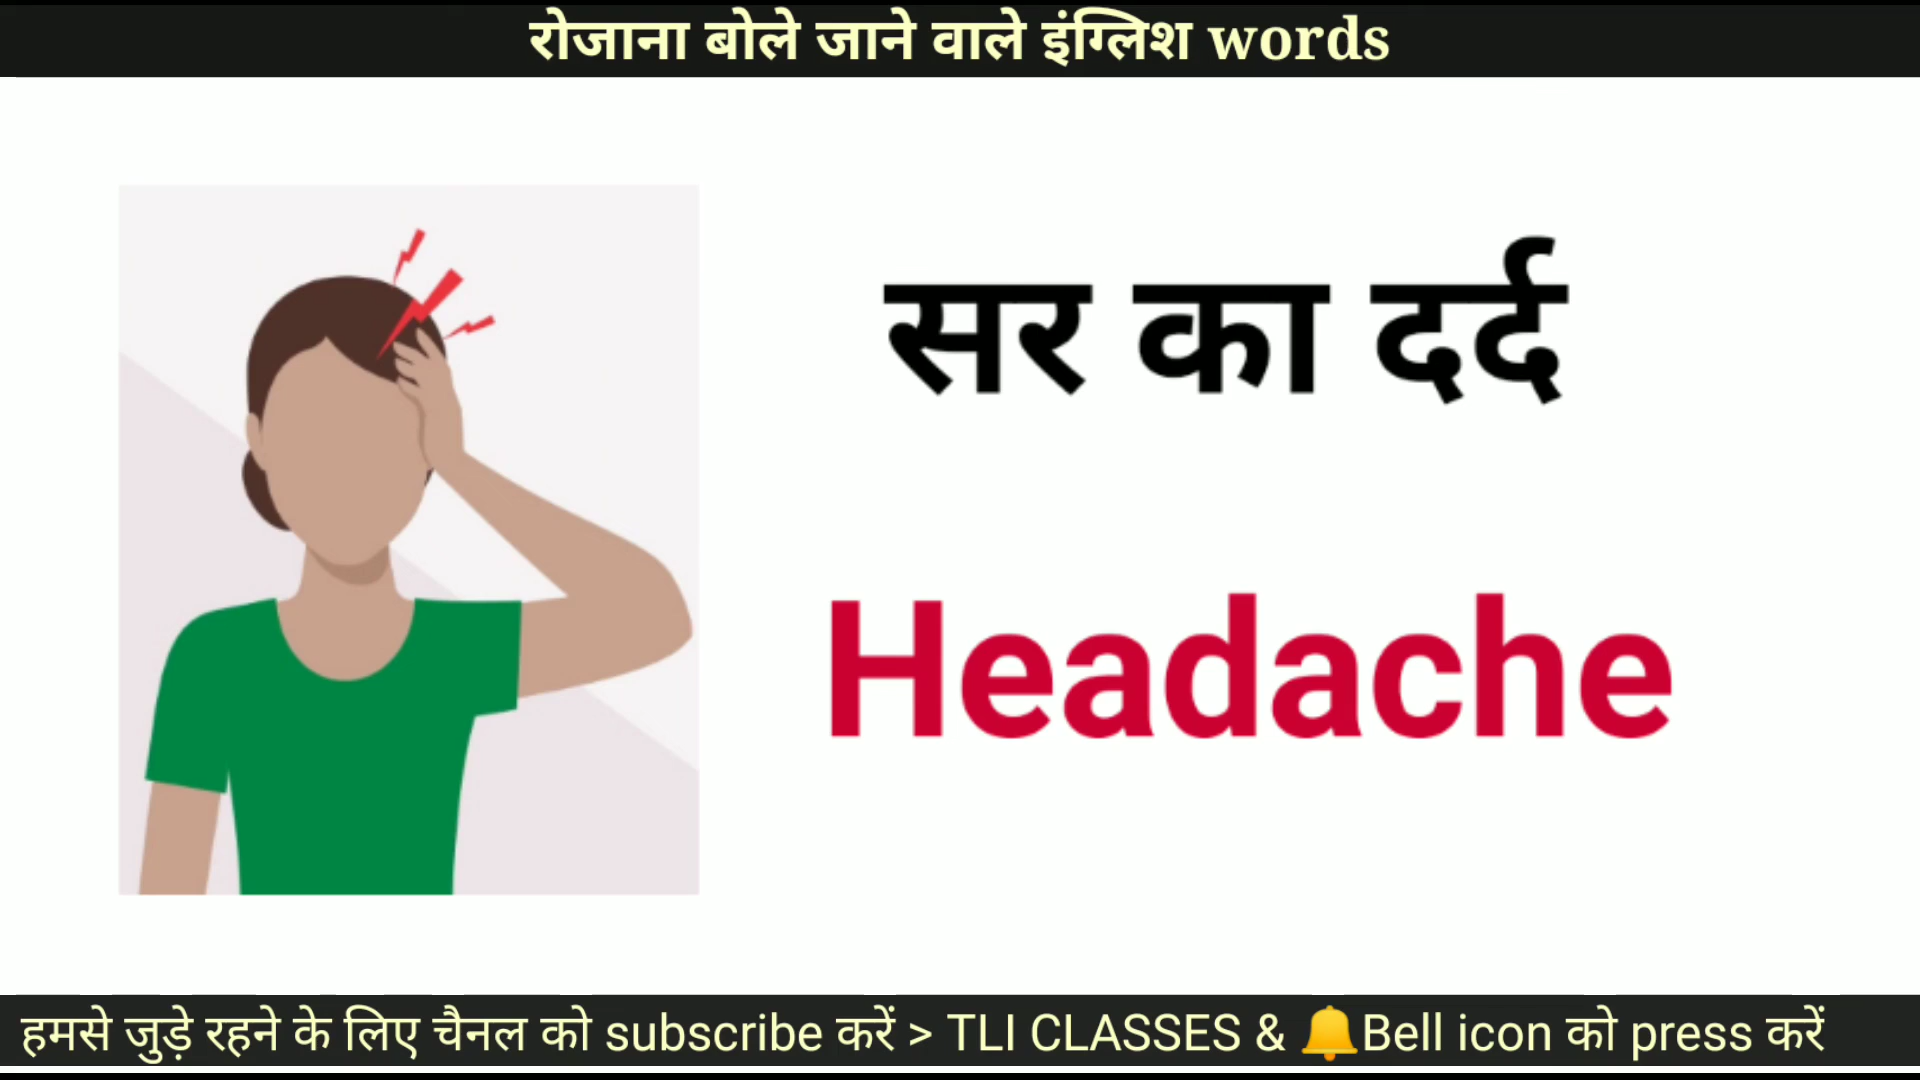 रोजाना बोले जाने वाले इंग्लिश words
सर का दर्द
Headache
हमसे जुड़े रहने के लिए चैनल को subscribe करें > TLI CLASSES & 🔔Bell icon को press करें